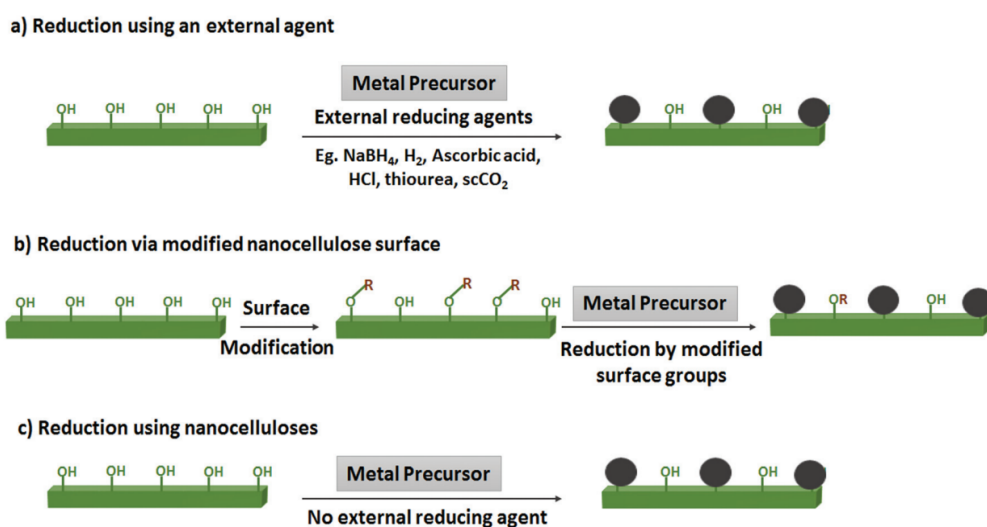 a) Reduction using an external agent
OH OH OH OH OH
Metal Precursor
External reducing agents
Eg. NaBH₄, H₂, Ascorbic acid,
HCl, thiourea, scCO₂
OH OH
b) Reduction via modified nanocellulose surface
OH OH OH OH OH
Surface
Modification
R R R
O OH O O OH
Metal Precursor
Reduction by modified
surface groups
OR OH
c) Reduction using nanocelluloses
OH OH OH OH OH
Metal Precursor
No external reducing agent
OH OH